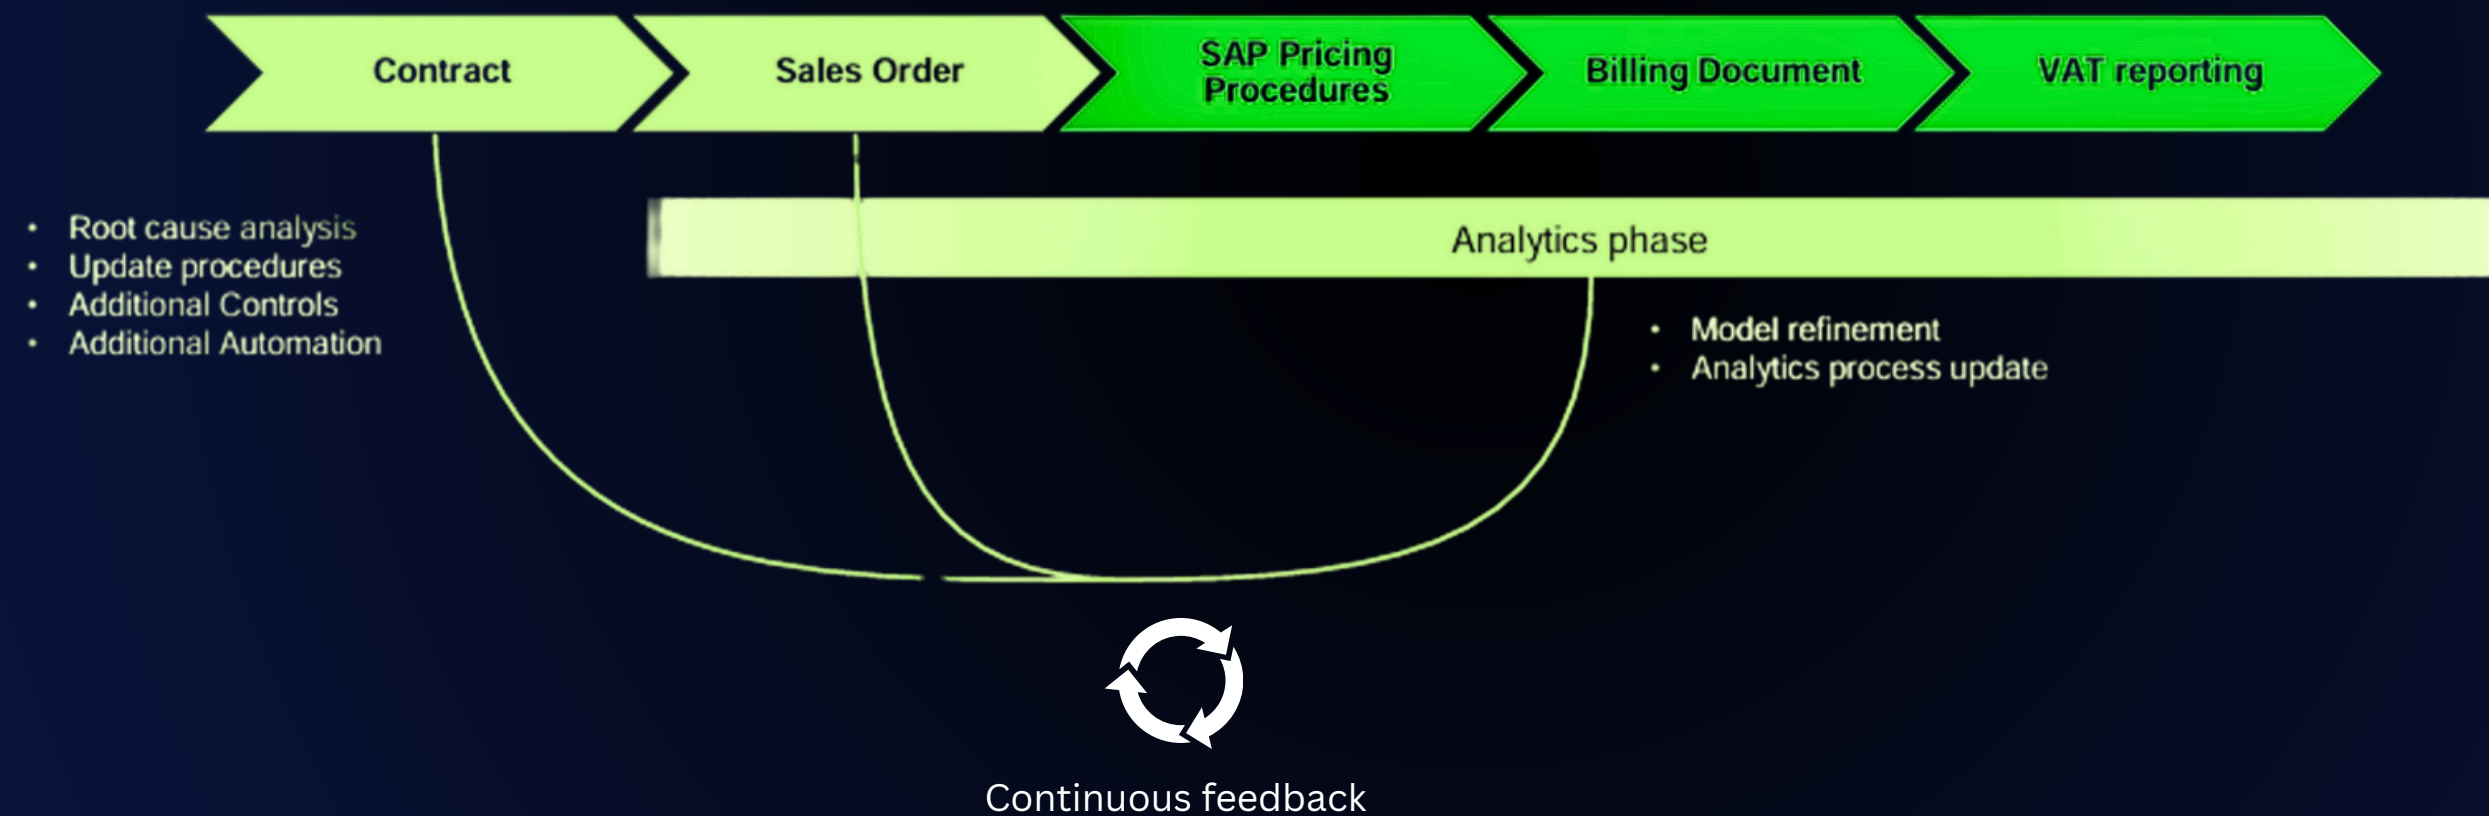 Contract
Sales Order
SAP Pricing
Procedures
Billing Document
VAT reporting
Analytics phase
• Root cause analysis
• Update procedures
• Additional Controls
• Additional Automation
• Model refinement
• Analytics process update
Continuous feedback